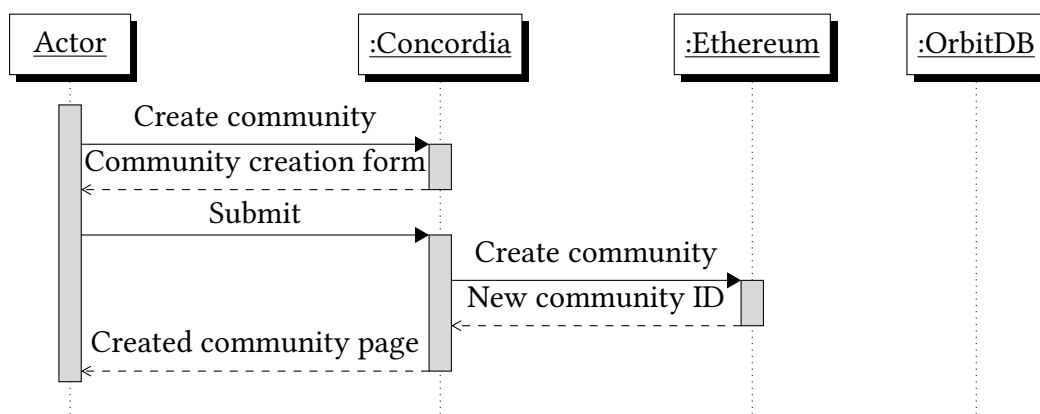 Actor
:Concordia
:Ethereum
:OrbitDB
Create community
Community creation form
Submit
Create community
New community ID
Created community page